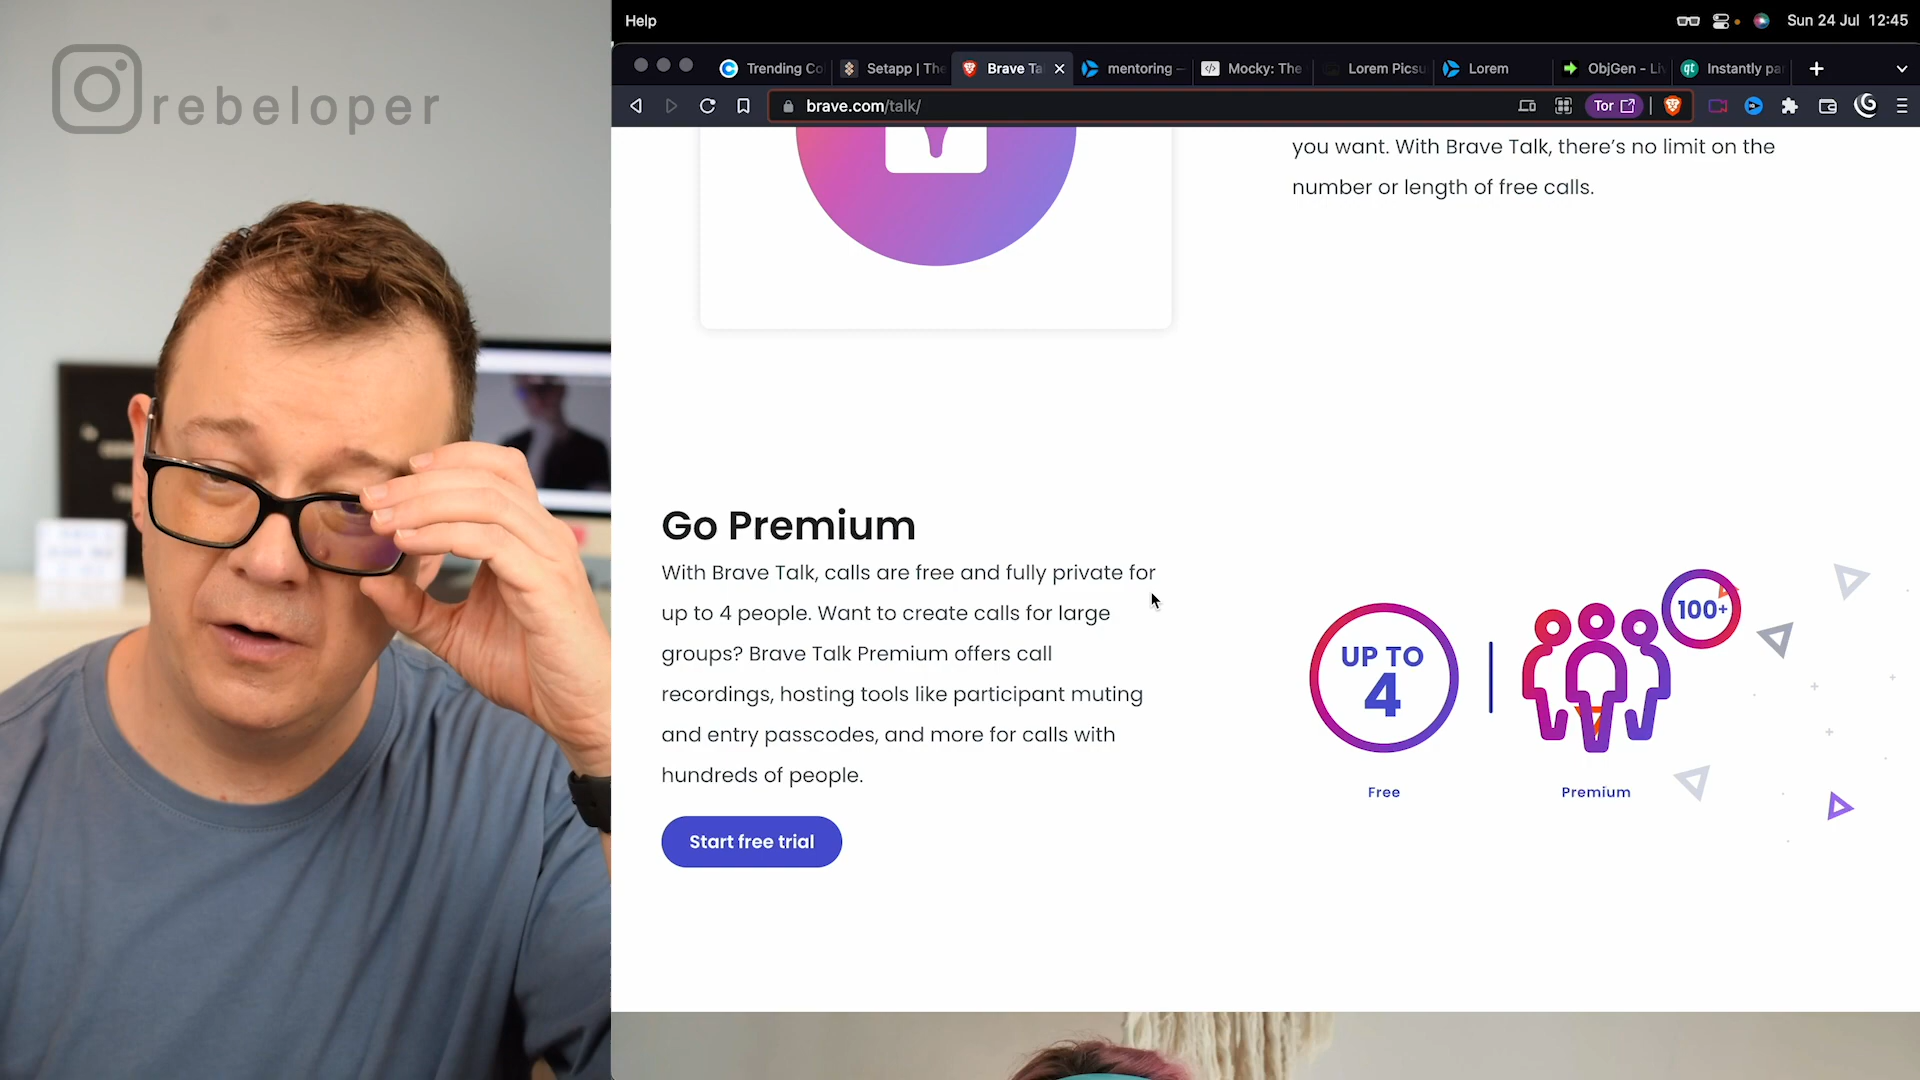 rebeloper
Help
Sun 24 Jul 12:45
Trending Co
Setapp | The
Brave Ta
mentoring —
Mocky: The
Lorem Picsu
Lorem
ObjGen - Liv
Instantly pa
brave.com/talk/
Tor
you want. With Brave Talk, there’s no limit on the
number or length of free calls.
Go Premium
With Brave Talk, calls are free and fully private for
up to 4 people. Want to create calls for large
groups? Brave Talk Premium offers call
recordings, hosting tools like participant muting
and entry passcodes, and more for calls with
hundreds of people.
Start free trial
UP TO
4
100+
Free
Premium